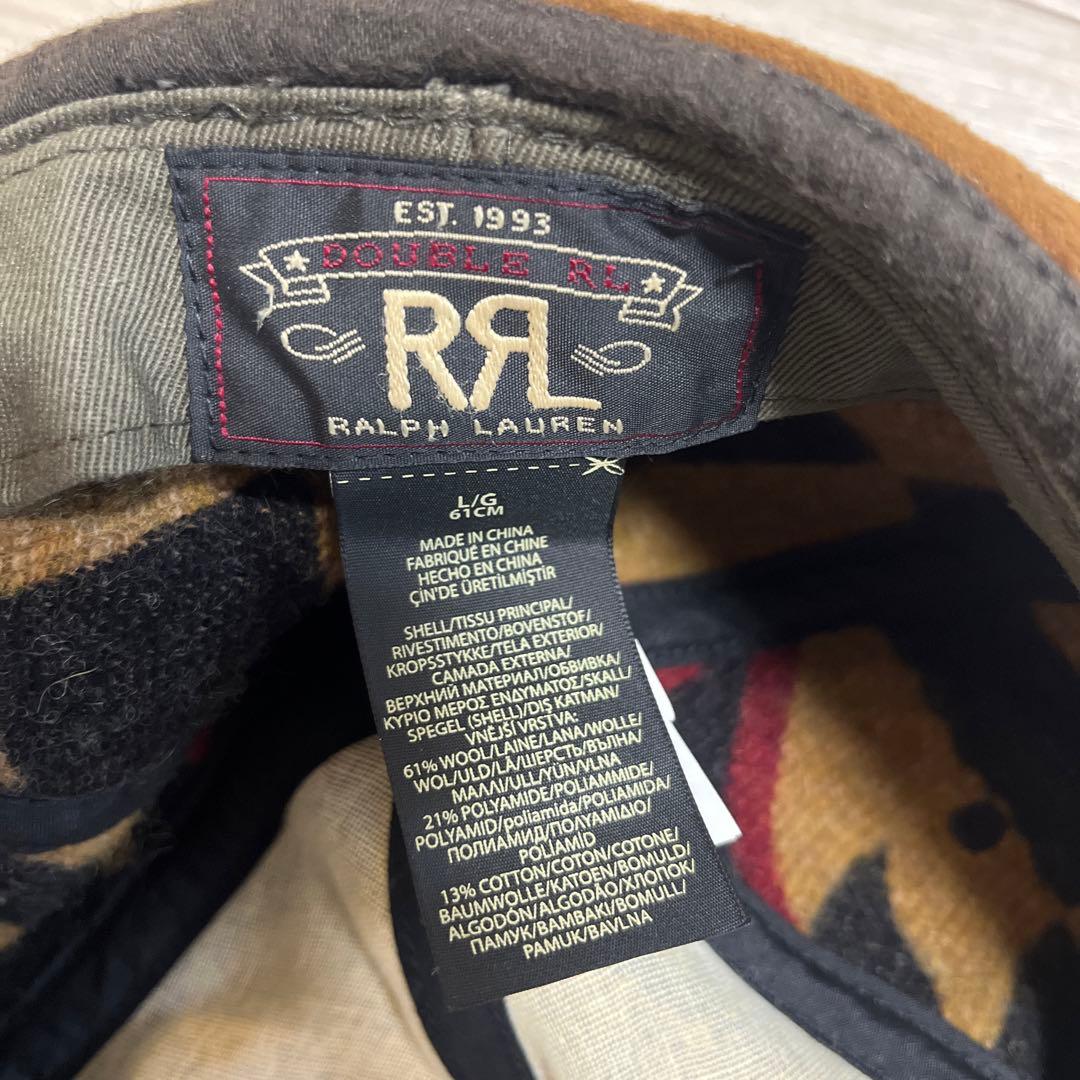 EST. 1993
DOUBLE RL
RRL
RALPH LAUREN
L/G
61CM
MADE IN CHINA
FABRIQUÉ EN CHINE
HECHO EN CHINA
ÇİN'DE ÜRETİLMİŞTİR
SHELL/TISSU PRINCIPAL/
RIVESTIMENTO/BOVENSTOF/
KROPSSTYKKE/TELA EXTERIOR/
CAMADA EXTERNA/
ВЕРХНИЙ МАТЕРИАЛ/ОБВИВКА/
ΚΥΡΙΟ ΜΕΡΟΣ ΕΝΔΥΜΑΤΟΣ/SKALL/
SPEGEL (SHELL)/DIŞ KATMAN/
VNĚJŠÍ VRSTVA:
61% WOOL/LAINE/LANA/WOLLE/
WOL/ULD/LÃ/ШЕРСТЬ/ВЪЛНА/
ΜΑΛΛΙ/ULL/YÜN/VLNA
21% POLYAMIDE/POLIAMMIDE/
POLYAMID/poliamida/POLIAMIDA/
ПОЛИАМИД/ΠΟΛΥΑΜΙΔΙΟ/
POLİAMİD
13% COTTON/COTON/COTONE/
BAUMWOLLE/KATOEN/BOMULD/
ALGODÓN/ALGODÃO/ХЛОПОК/
ПАМУК/ΒΑΜΒΑΚΙ/BOMULL/
PAMUK/BAVLNA